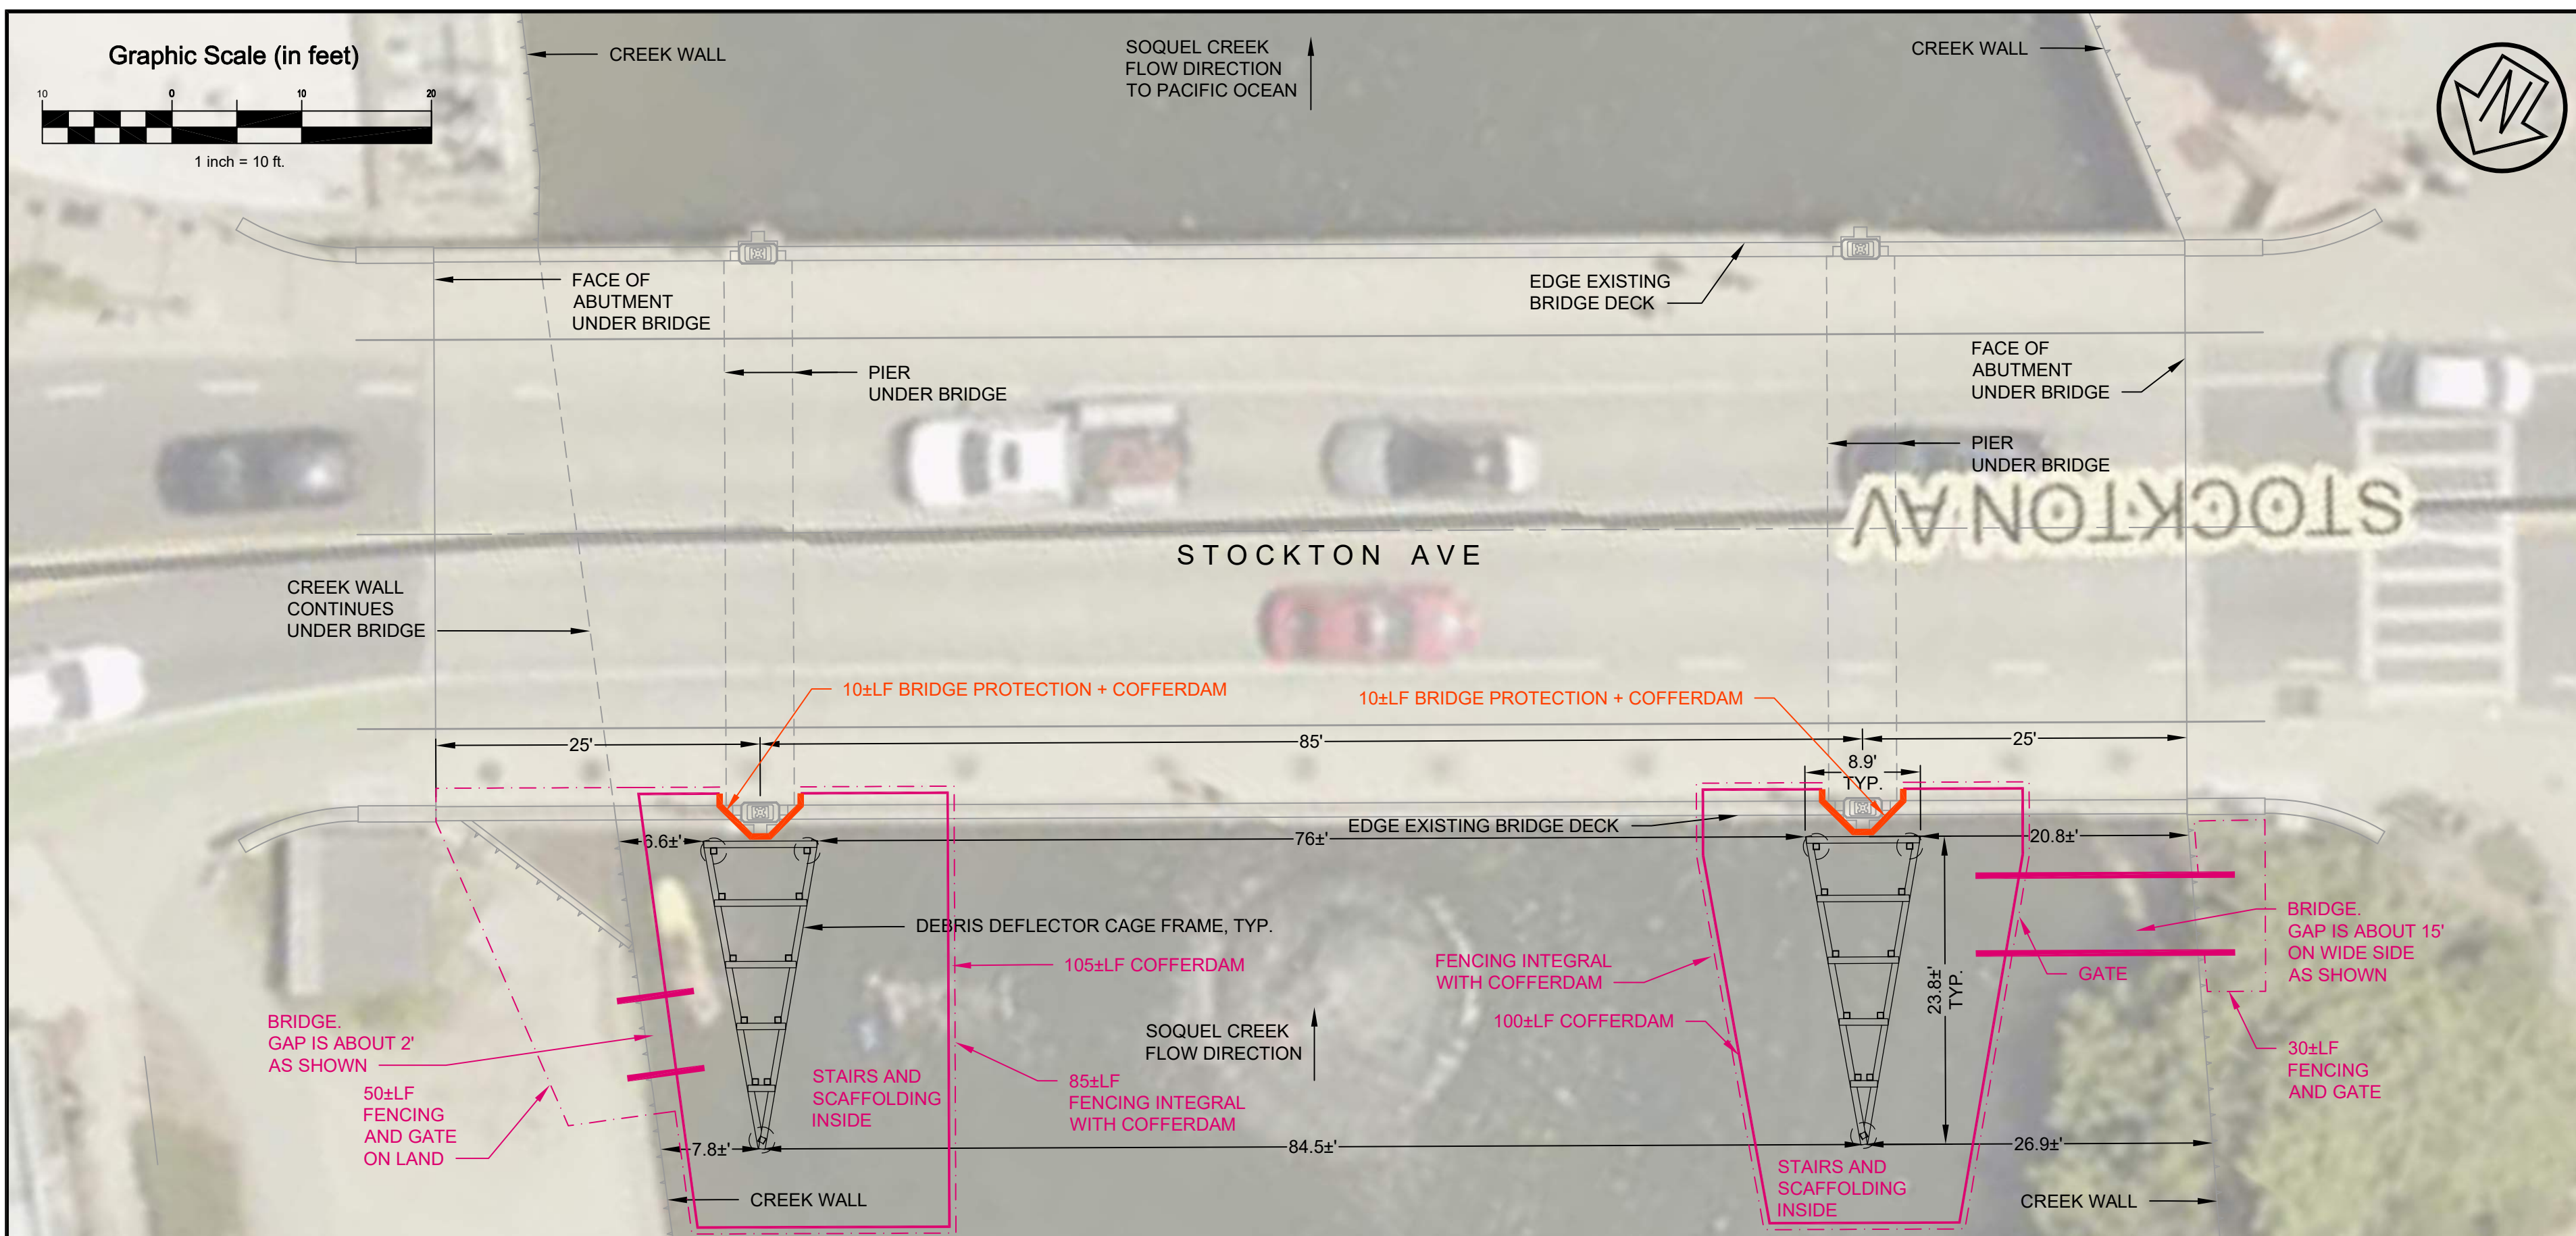 Graphic Scale (in feet)
10 0 10 20
1 inch = 10 ft.
CREEK WALL
SOQUEL CREEK
FLOW DIRECTION
TO PACIFIC OCEAN
CREEK WALL
N
FACE OF
ABUTMENT
UNDER BRIDGE
EDGE EXISTING
BRIDGE DECK
FACE OF
ABUTMENT
UNDER BRIDGE
PIER
UNDER BRIDGE
PIER
UNDER BRIDGE
STOCKTON AV
STOCKTON AVE
CREEK WALL
CONTINUES
UNDER BRIDGE
10±LF BRIDGE PROTECTION + COFFERDAM
10±LF BRIDGE PROTECTION + COFFERDAM
25'
85'
25'
8.9'
TYP.
EDGE EXISTING BRIDGE DECK
6.6±'
76±'
20.8±'
DEBRIS DEFLECTOR CAGE FRAME, TYP.
105±LF COFFERDAM
FENCING INTEGRAL
WITH COFFERDAM
100±LF COFFERDAM
23.8±'
TYP.
GATE
BRIDGE.
GAP IS ABOUT 15'
ON WIDE SIDE
AS SHOWN
BRIDGE.
GAP IS ABOUT 2'
AS SHOWN
SOQUEL CREEK
FLOW DIRECTION
30±LF
FENCING
AND GATE
50±LF
FENCING
AND GATE
ON LAND
STAIRS AND
SCAFFOLDING
INSIDE
85±LF
FENCING INTEGRAL
WITH COFFERDAM
7.8±'
84.5±'
26.9±'
STAIRS AND
SCAFFOLDING
INSIDE
CREEK WALL
CREEK WALL